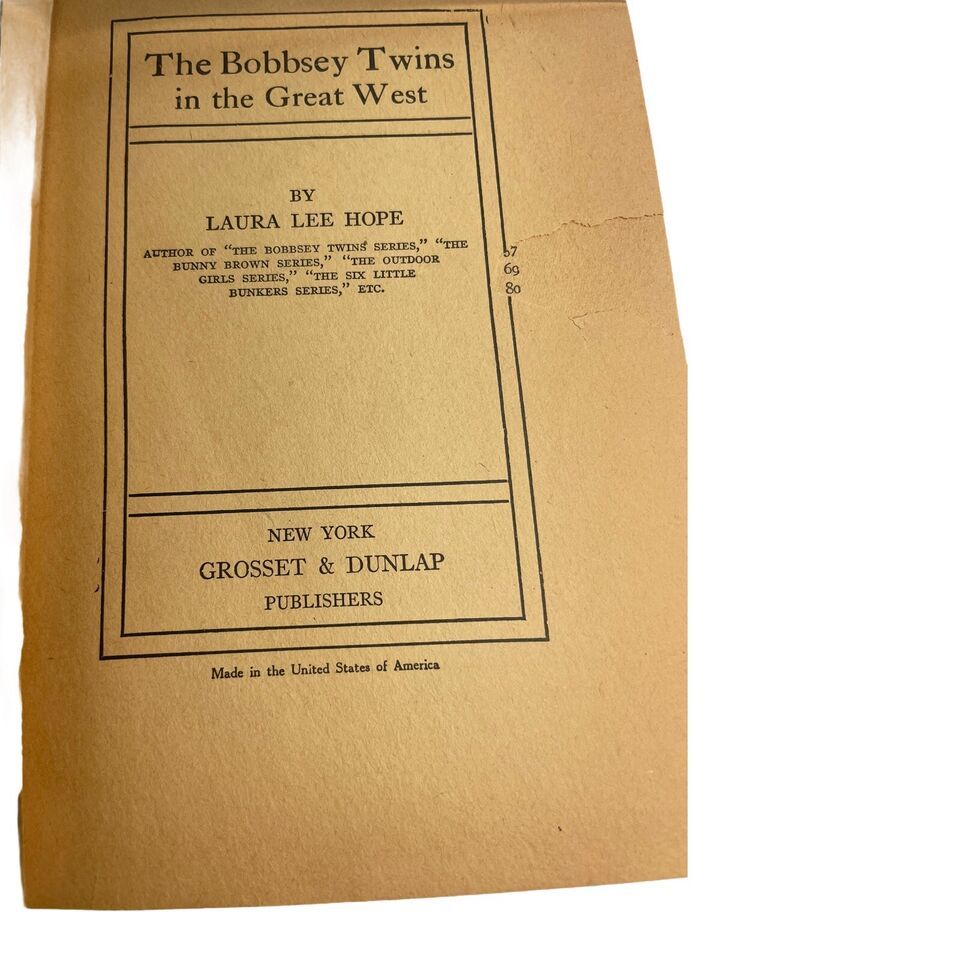 The Bobbsey Twins
in the Great West
BY
LAURA LEE HOPE
AUTHOR OF "THE BOBBSEY TWINS SERIES," "THE
BUNNY BROWN SERIES," "THE OUTDOOR
GIRLS SERIES," "THE SIX LITTLE
BUNKERS SERIES," ETC.
69
80
NEW YORK
GROSSET & DUNLAP
PUBLISHERS
Made in the United States of America